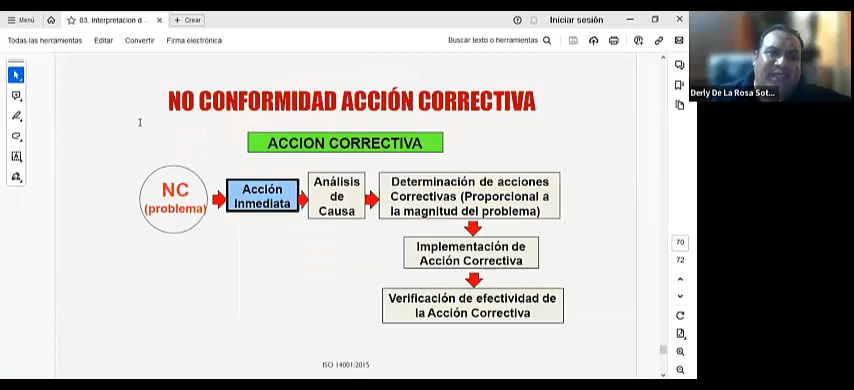 Menú
03. Interpretacion d...
+ Crear
Iniciar sesión
Todas las herramientas
Editar
Convertir
Firma electrónica
Buscar texto o herramientas
Derly De La Rosa Sot...
NO CONFORMIDAD ACCIÓN CORRECTIVA
ACCION CORRECTIVA
NC
(problema)
Acción
Inmediata
Análisis
de
Causa
Determinación de acciones
Correctivas (Proporcional a
la magnitud del problema)
Implementación de
Acción Correctiva
Verificación de efectividad de
la Acción Correctiva
70
72
ISO 14001:2015